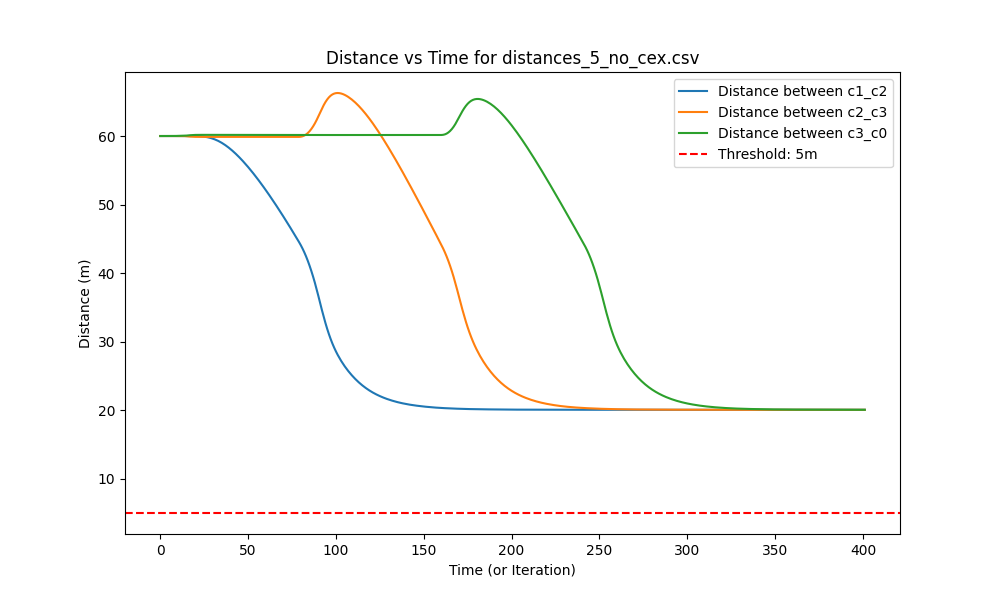 Distance vs Time for distances_5_no_cex.csv
Distance between c1_c2
Distance between c2_c3
Distance between c3_c0
Threshold: 5m
Distance (m)
60
50
40
30
20
10
0 50 100 150 200 250 300 350 400
Time (or Iteration)